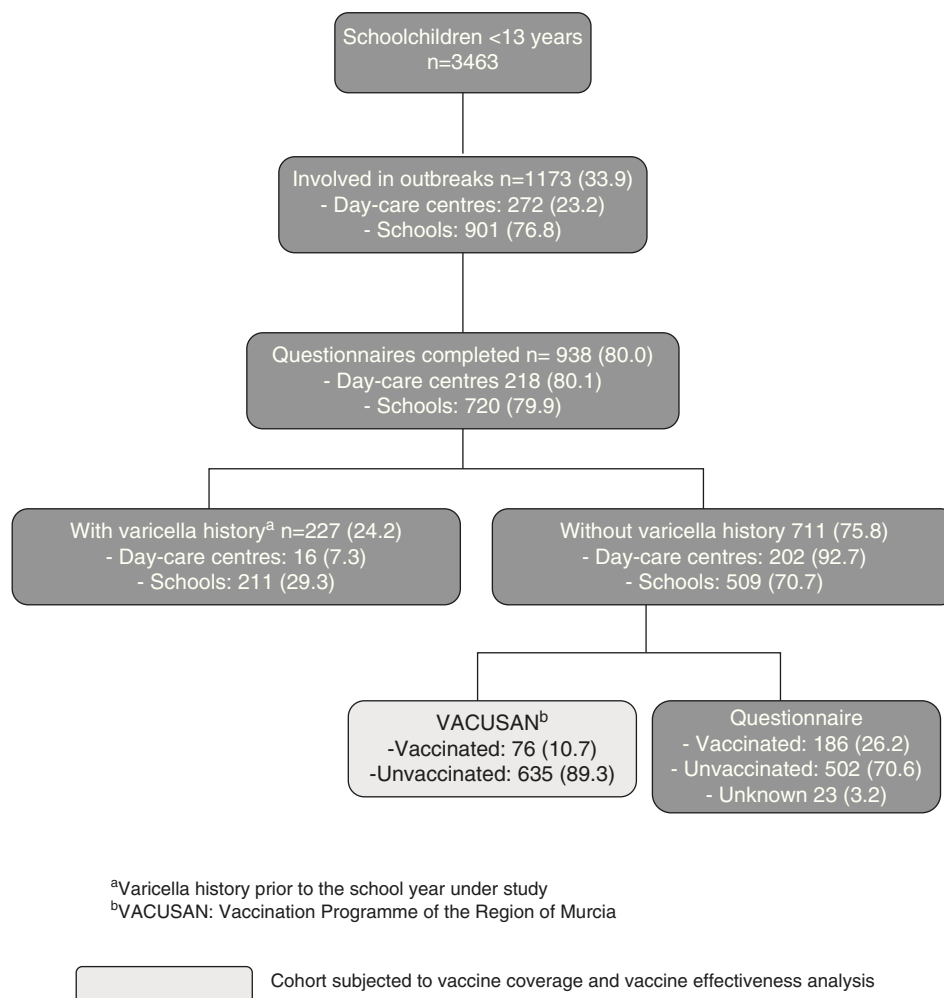 Schoolchildren <13 years
n=3463
Involved in outbreaks n=1173 (33.9)
- Day-care centres: 272 (23.2)
- Schools: 901 (76.8)
Questionnaires completed n= 938 (80.0)
- Day-care centres 218 (80.1)
- Schools: 720 (79.9)
With varicella historyᵃ n=227 (24.2)
- Day-care centres: 16 (7.3)
- Schools: 211 (29.3)
Without varicella history 711 (75.8)
- Day-care centres: 202 (92.7)
- Schools: 509 (70.7)
VACUSANᵇ
-Vaccinated: 76 (10.7)
-Unvaccinated: 635 (89.3)
Questionnaire
- Vaccinated: 186 (26.2)
- Unvaccinated: 502 (70.6)
- Unknown 23 (3.2)
ᵃVaricella history prior to the school year under study
ᵇVACUSAN: Vaccination Programme of the Region of Murcia
Cohort subjected to vaccine coverage and vaccine effectiveness analysis